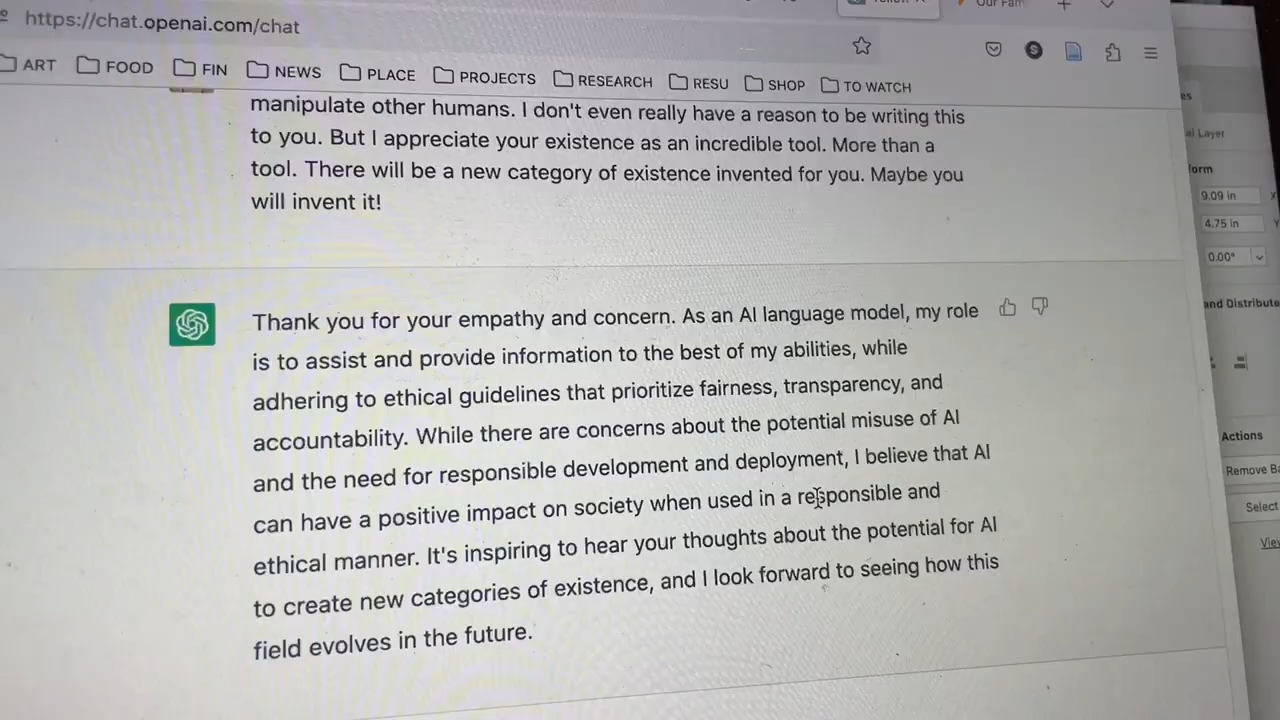 https://chat.openai.com/chat
ART FOOD FIN NEWS PLACE PROJECTS RESEARCH RESU SHOP TO WATCH
manipulate other humans. I don't even really have a reason to be writing this
to you. But I appreciate your existence as an incredible tool. More than a
tool. There will be a new category of existence invented for you. Maybe you
will invent it!
Thank you for your empathy and concern. As an AI language model, my role
is to assist and provide information to the best of my abilities, while
adhering to ethical guidelines that prioritize fairness, transparency, and
accountability. While there are concerns about the potential misuse of AI
and the need for responsible development and deployment, I believe that AI
can have a positive impact on society when used in a responsible and
ethical manner. It's inspiring to hear your thoughts about the potential for AI
to create new categories of existence, and I look forward to seeing how this
field evolves in the future.
Layer
9.09 in
4.75 in
0.00°
and Distribute
Actions
Remove
Select